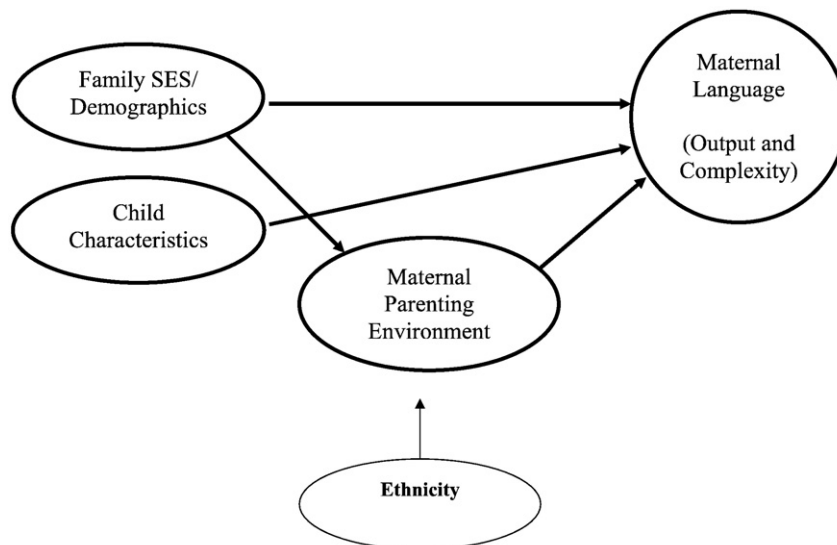 Family SES/
Demographics
Maternal
Language
(Output and
Complexity)
Child
Characteristics
Maternal
Parenting
Environment
Ethnicity